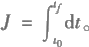 J = ∫_{t_0}^{t_f} dt。